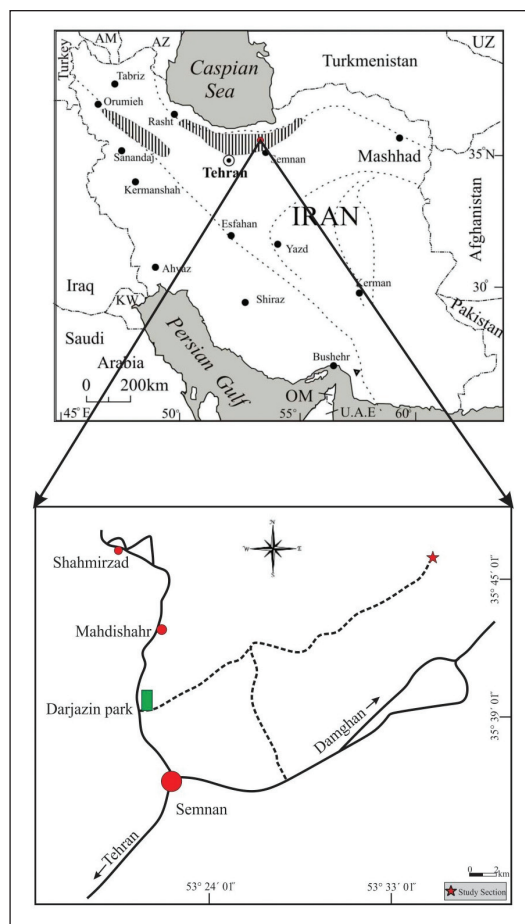 Turkey
AM
AZ
UZ
Caspian
Sea
Turkmenistan
Tabriz
Orumieh
Rasht
Sanandaj
Tehran
Semnan
Mashhad
35°N
Kermanshah
Esfahan
IRAN
Yazd
Afghanistan
Ahvaz
Iraq
KW
Shiraz
Kerman
30°
Pakistan
Saudi
Arabia
Persian Gulf
Bushehr
0 200km
OM
U.A.E
45°E
50°
55°
60°
N
W E
S
Shahmirzad
35° 45′ 01″
Mahdishahr
Darjazin park
35° 39′ 01″
Damghan
Semnan
Tehran
0 2km
Study Section
53° 24′ 01″
53° 33′ 01″